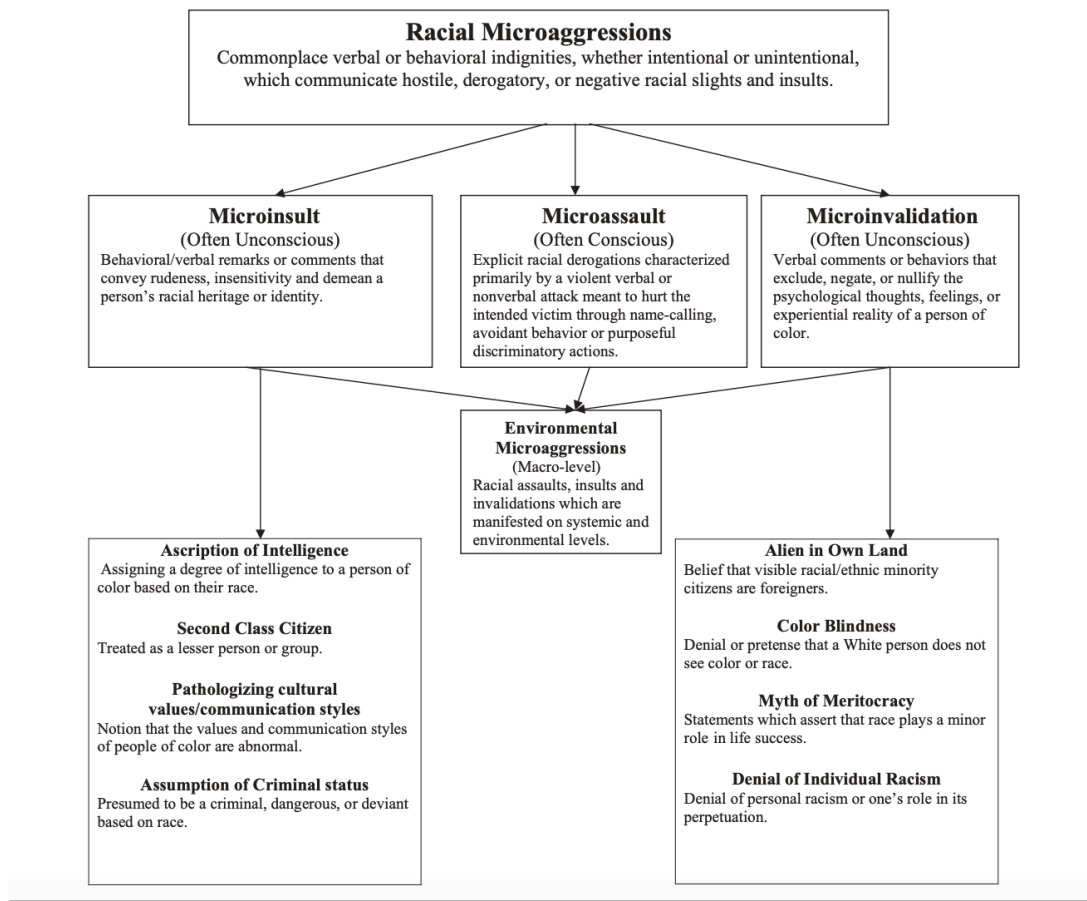 Racial Microaggressions
Commonplace verbal or behavioral indignities, whether intentional or unintentional,
which communicate hostile, derogatory, or negative racial slights and insults.
Microinsult
(Often Unconscious)
Behavioral/verbal remarks or comments that
convey rudeness, insensitivity and demean a
person's racial heritage or identity.
Microassault
(Often Conscious)
Explicit racial derogations characterized
primarily by a violent verbal or
nonverbal attack meant to hurt the
intended victim through name-calling,
avoidant behavior or purposeful
discriminatory actions.
Microinvalidation
(Often Unconscious)
Verbal comments or behaviors that
exclude, negate, or nullify the
psychological thoughts, feelings, or
experiential reality of a person of
color.
Environmental
Microaggressions
(Macro-level)
Racial assaults, insults and
invalidations which are
manifested on systemic and
environmental levels.
Ascription of Intelligence
Assigning a degree of intelligence to a person of
color based on their race.
Second Class Citizen
Treated as a lesser person or group.
Pathologizing cultural
values/communication styles
Notion that the values and communication styles
of people of color are abnormal.
Assumption of Criminal status
Presumed to be a criminal, dangerous, or deviant
based on race.
Alien in Own Land
Belief that visible racial/ethnic minority
citizens are foreigners.
Color Blindness
Denial or pretense that a White person does not
see color or race.
Myth of Meritocracy
Statements which assert that race plays a minor
role in life success.
Denial of Individual Racism
Denial of personal racism or one's role in its
perpetuation.